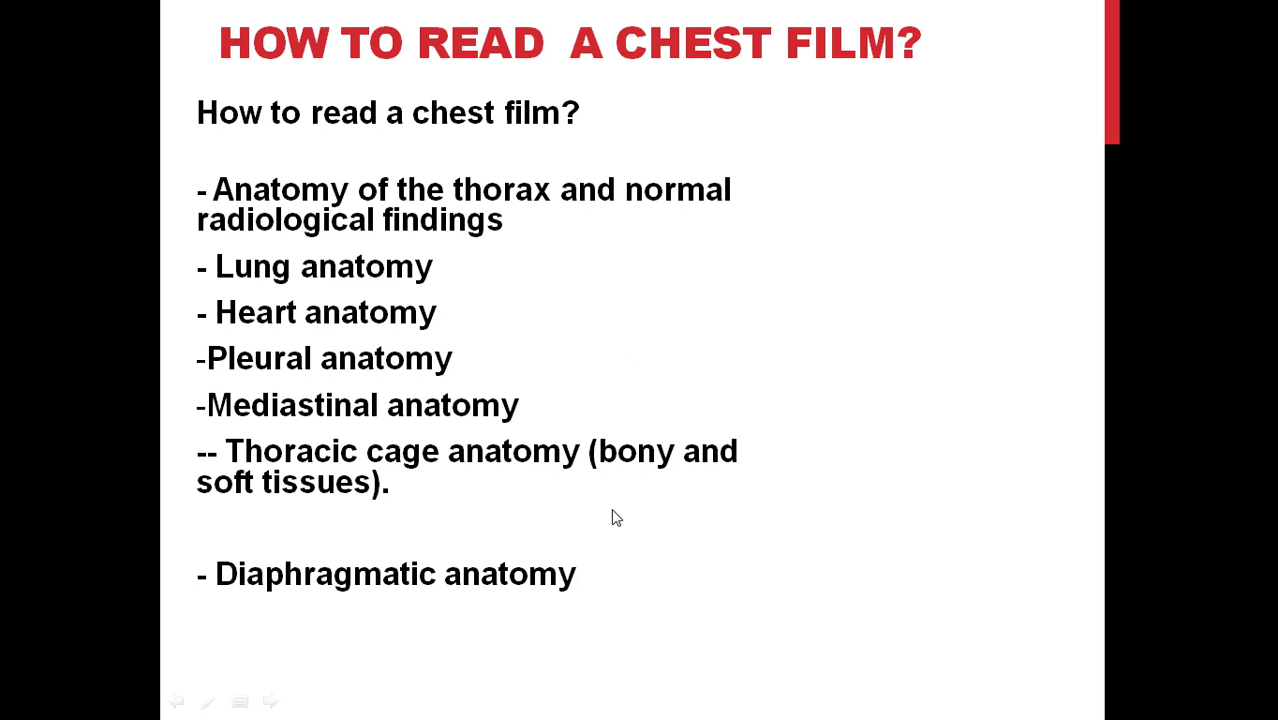 HOW TO READ  A CHEST FILM?
How to read a chest film?
- Anatomy of the thorax and normal
radiological findings
- Lung anatomy
- Heart anatomy
-Pleural anatomy
-Mediastinal anatomy
-- Thoracic cage anatomy (bony and
soft tissues).
- Diaphragmatic anatomy